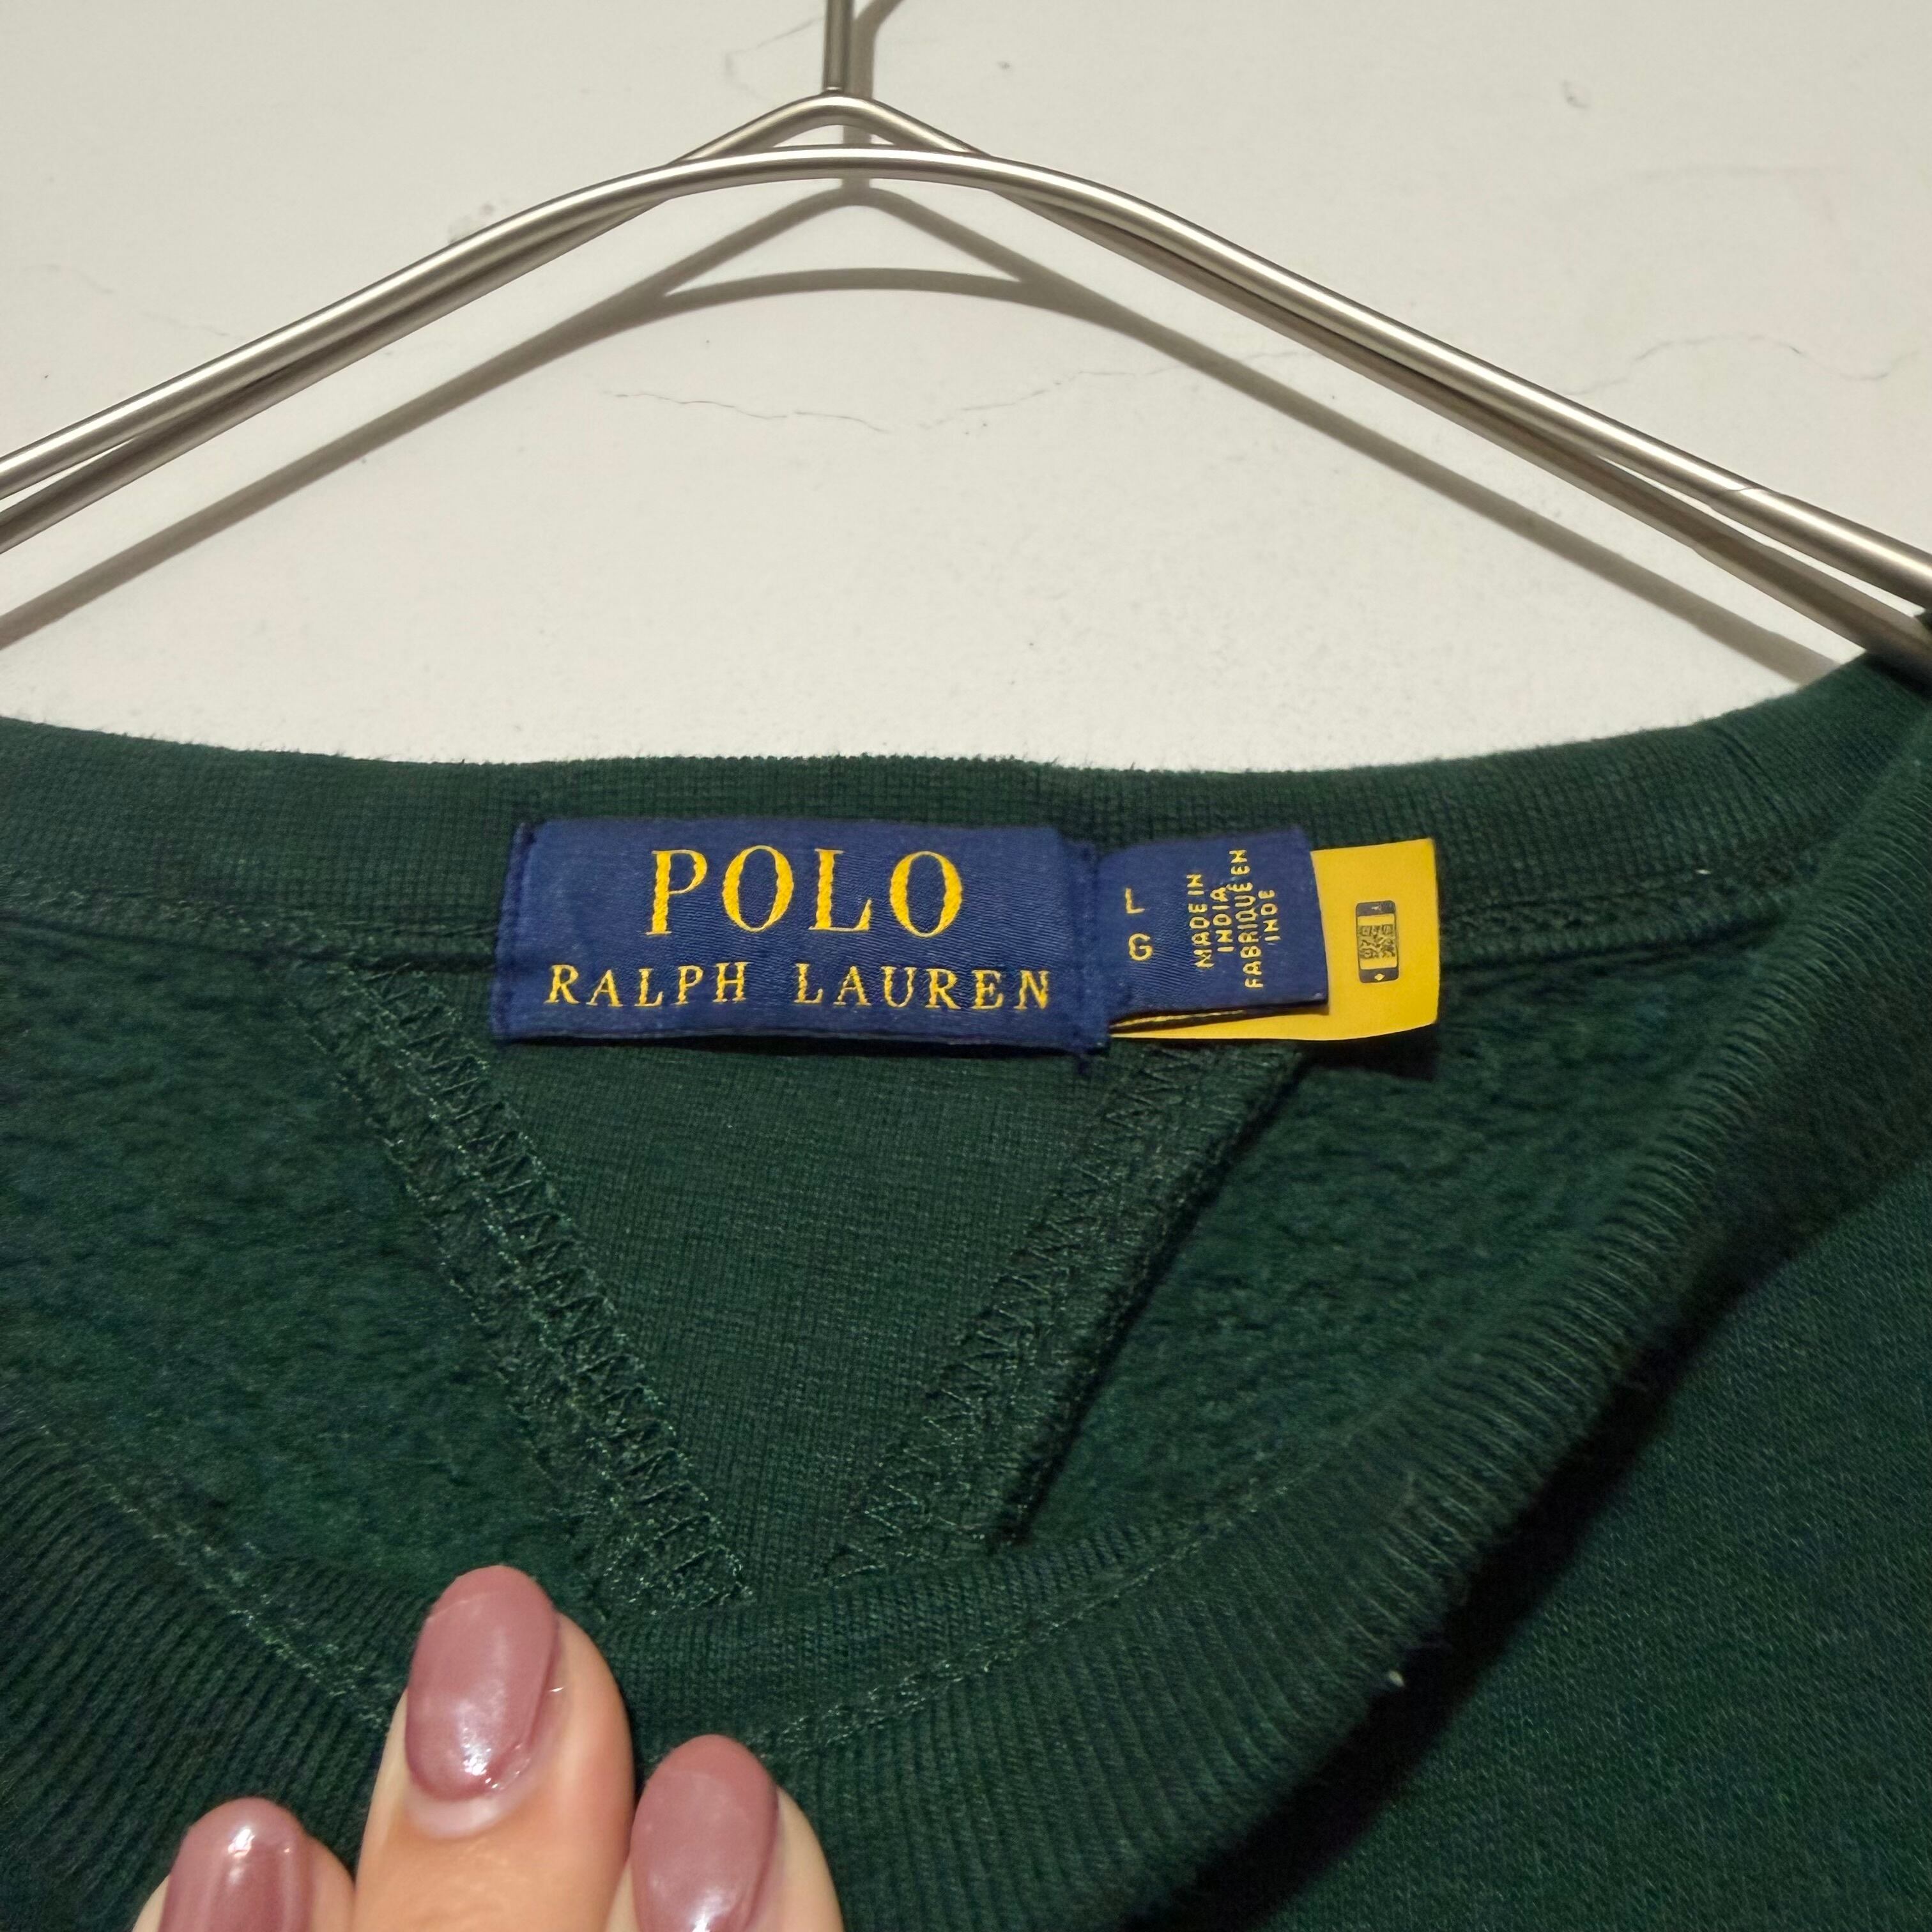 POLO
RALPH LAUREN
L
G
MADE IN
INDIA
FABRIQUÉ EN
INDE